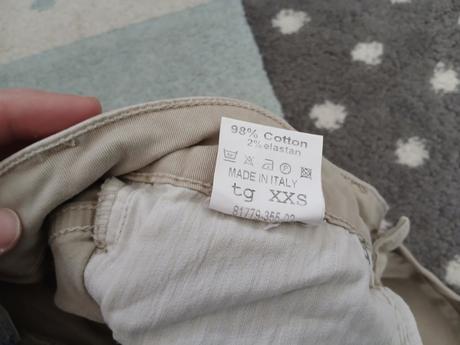 98% Cotton
2% elastan
MADE IN ITALY
tg XXS